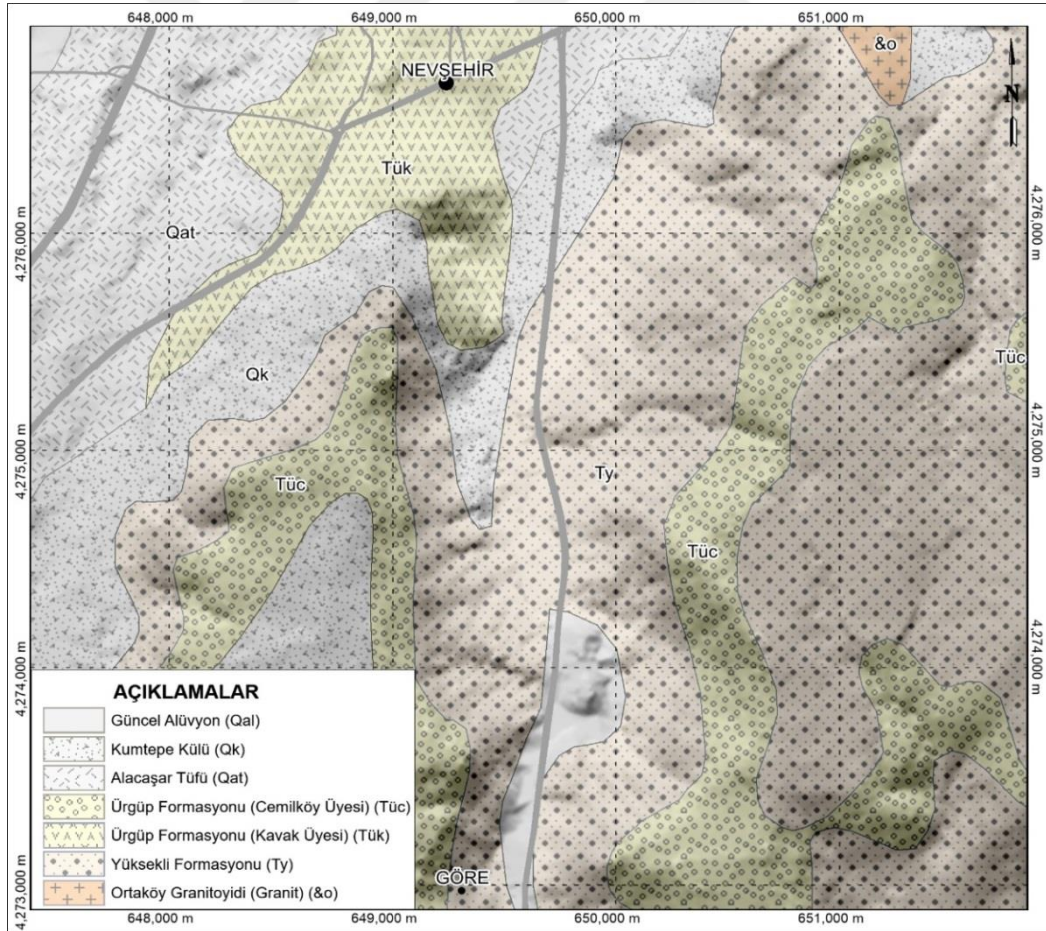 648,000 m
649,000 m
650,000 m
651,000 m
&o
N
NEVŞEHİR
Tük
4,276,000 m
Qat
4,276,000 m
Tüc
Qk
4,275,000 m
Ty
4,275,000 m
Tüc
Tüc
4,274,000 m
4,274,000 m
AÇIKLAMALAR
Güncel Alüvyon (Qal)
Kumtepe Külü (Qk)
Alacaşar Tüfü (Qat)
Ürgüp Formasyonu (Cemilköy Üyesi) (Tüc)
Ürgüp Formasyonu (Kavak Üyesi) (Tük)
Yüksekli Formasyonu (Ty)
Ortaköy Granitoyidi (Granit) (&o)
GÖRE
4,273,000 m
4,273,000 m
648,000 m
649,000 m
650,000 m
651,000 m